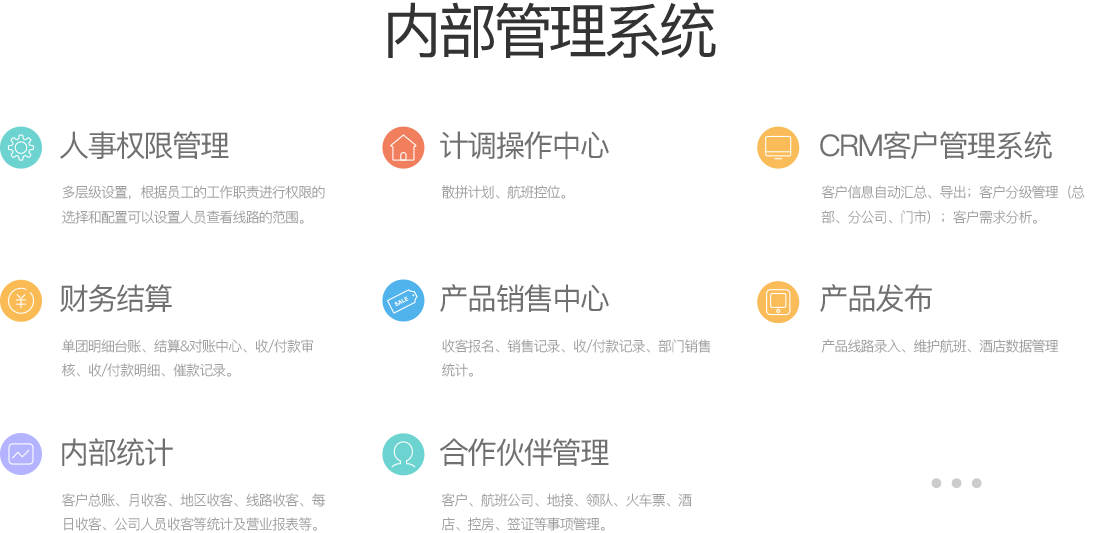 内部管理系统
人事权限管理
多层级设置，根据员工的工作职责进行权限的
选择和配置可以设置人员查看线路的范围。
计调操作中心
散拼计划、航班控位。
CRM客户管理系统
客户信息自动汇总、导出；客户分级管理（总
部、分公司、门市）；客户需求分析。
财务结算
单团明细台账、结算&对账中心、收/付款审
核、收/付款明细、催款记录。
SALE
产品销售中心
收客报名、销售记录、收/付款记录、部门销售
统计。
产品发布
产品线路录入、维护航班、酒店数据管理
内部统计
客户总账、月收客、地区收客、线路收客、每
日收客、公司人员收客等统计及营业报表等。
合作伙伴管理
客户、航班公司、地接、领队、火车票、酒
店、控房、签证等事项管理。